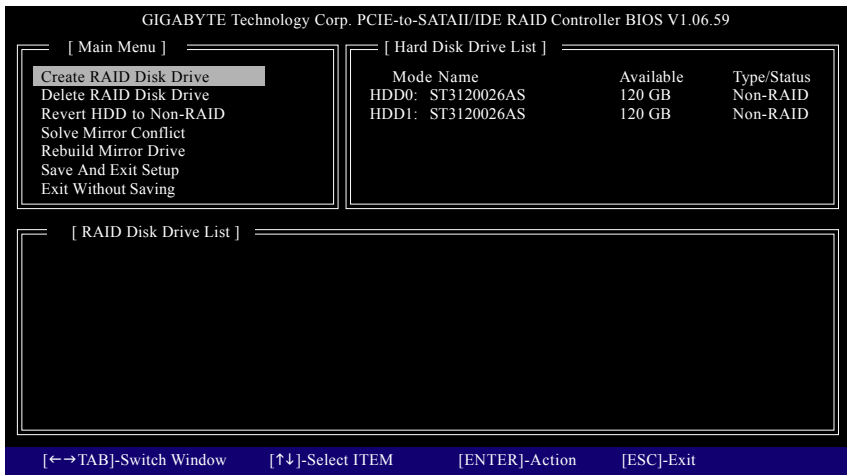 GIGABYTE Technology Corp. PCIE-to-SATAII/IDE RAID Controller BIOS V1.06.59
[ Main Menu ]
Create RAID Disk Drive
Delete RAID Disk Drive
Revert HDD to Non-RAID
Solve Mirror Conflict
Rebuild Mirror Drive
Save And Exit Setup
Exit Without Saving
[ Hard Disk Drive List ]
Mode Name Available Type/Status
HDD0: ST3120026AS 120 GB Non-RAID
HDD1: ST3120026AS 120 GB Non-RAID
[ RAID Disk Drive List ]
[←→TAB]-Switch Window [↑↓]-Select ITEM [ENTER]-Action [ESC]-Exit